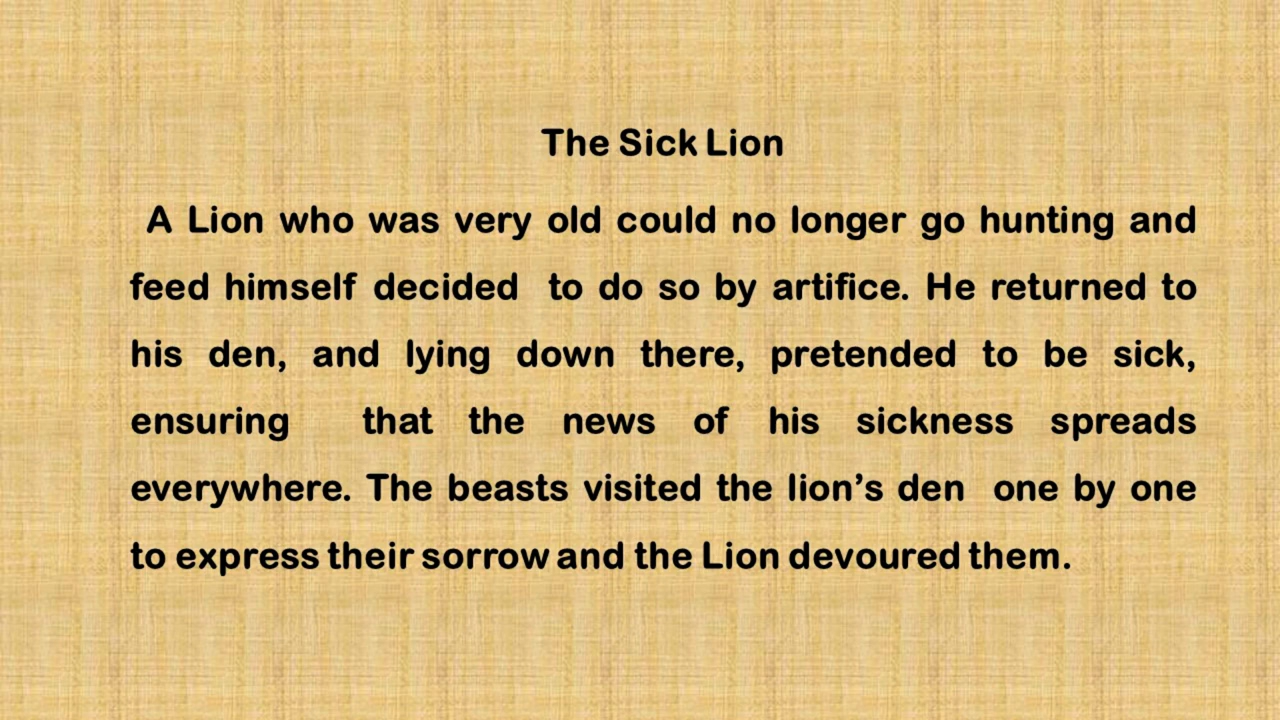 The Sick Lion
A Lion who was very old could no longer go hunting and
feed himself decided to do so by artifice. He returned to
his den, and lying down there, pretended to be sick,
ensuring that the news of his sickness spreads
everywhere. The beasts visited the lion’s den one by one
to express their sorrow and the Lion devoured them.